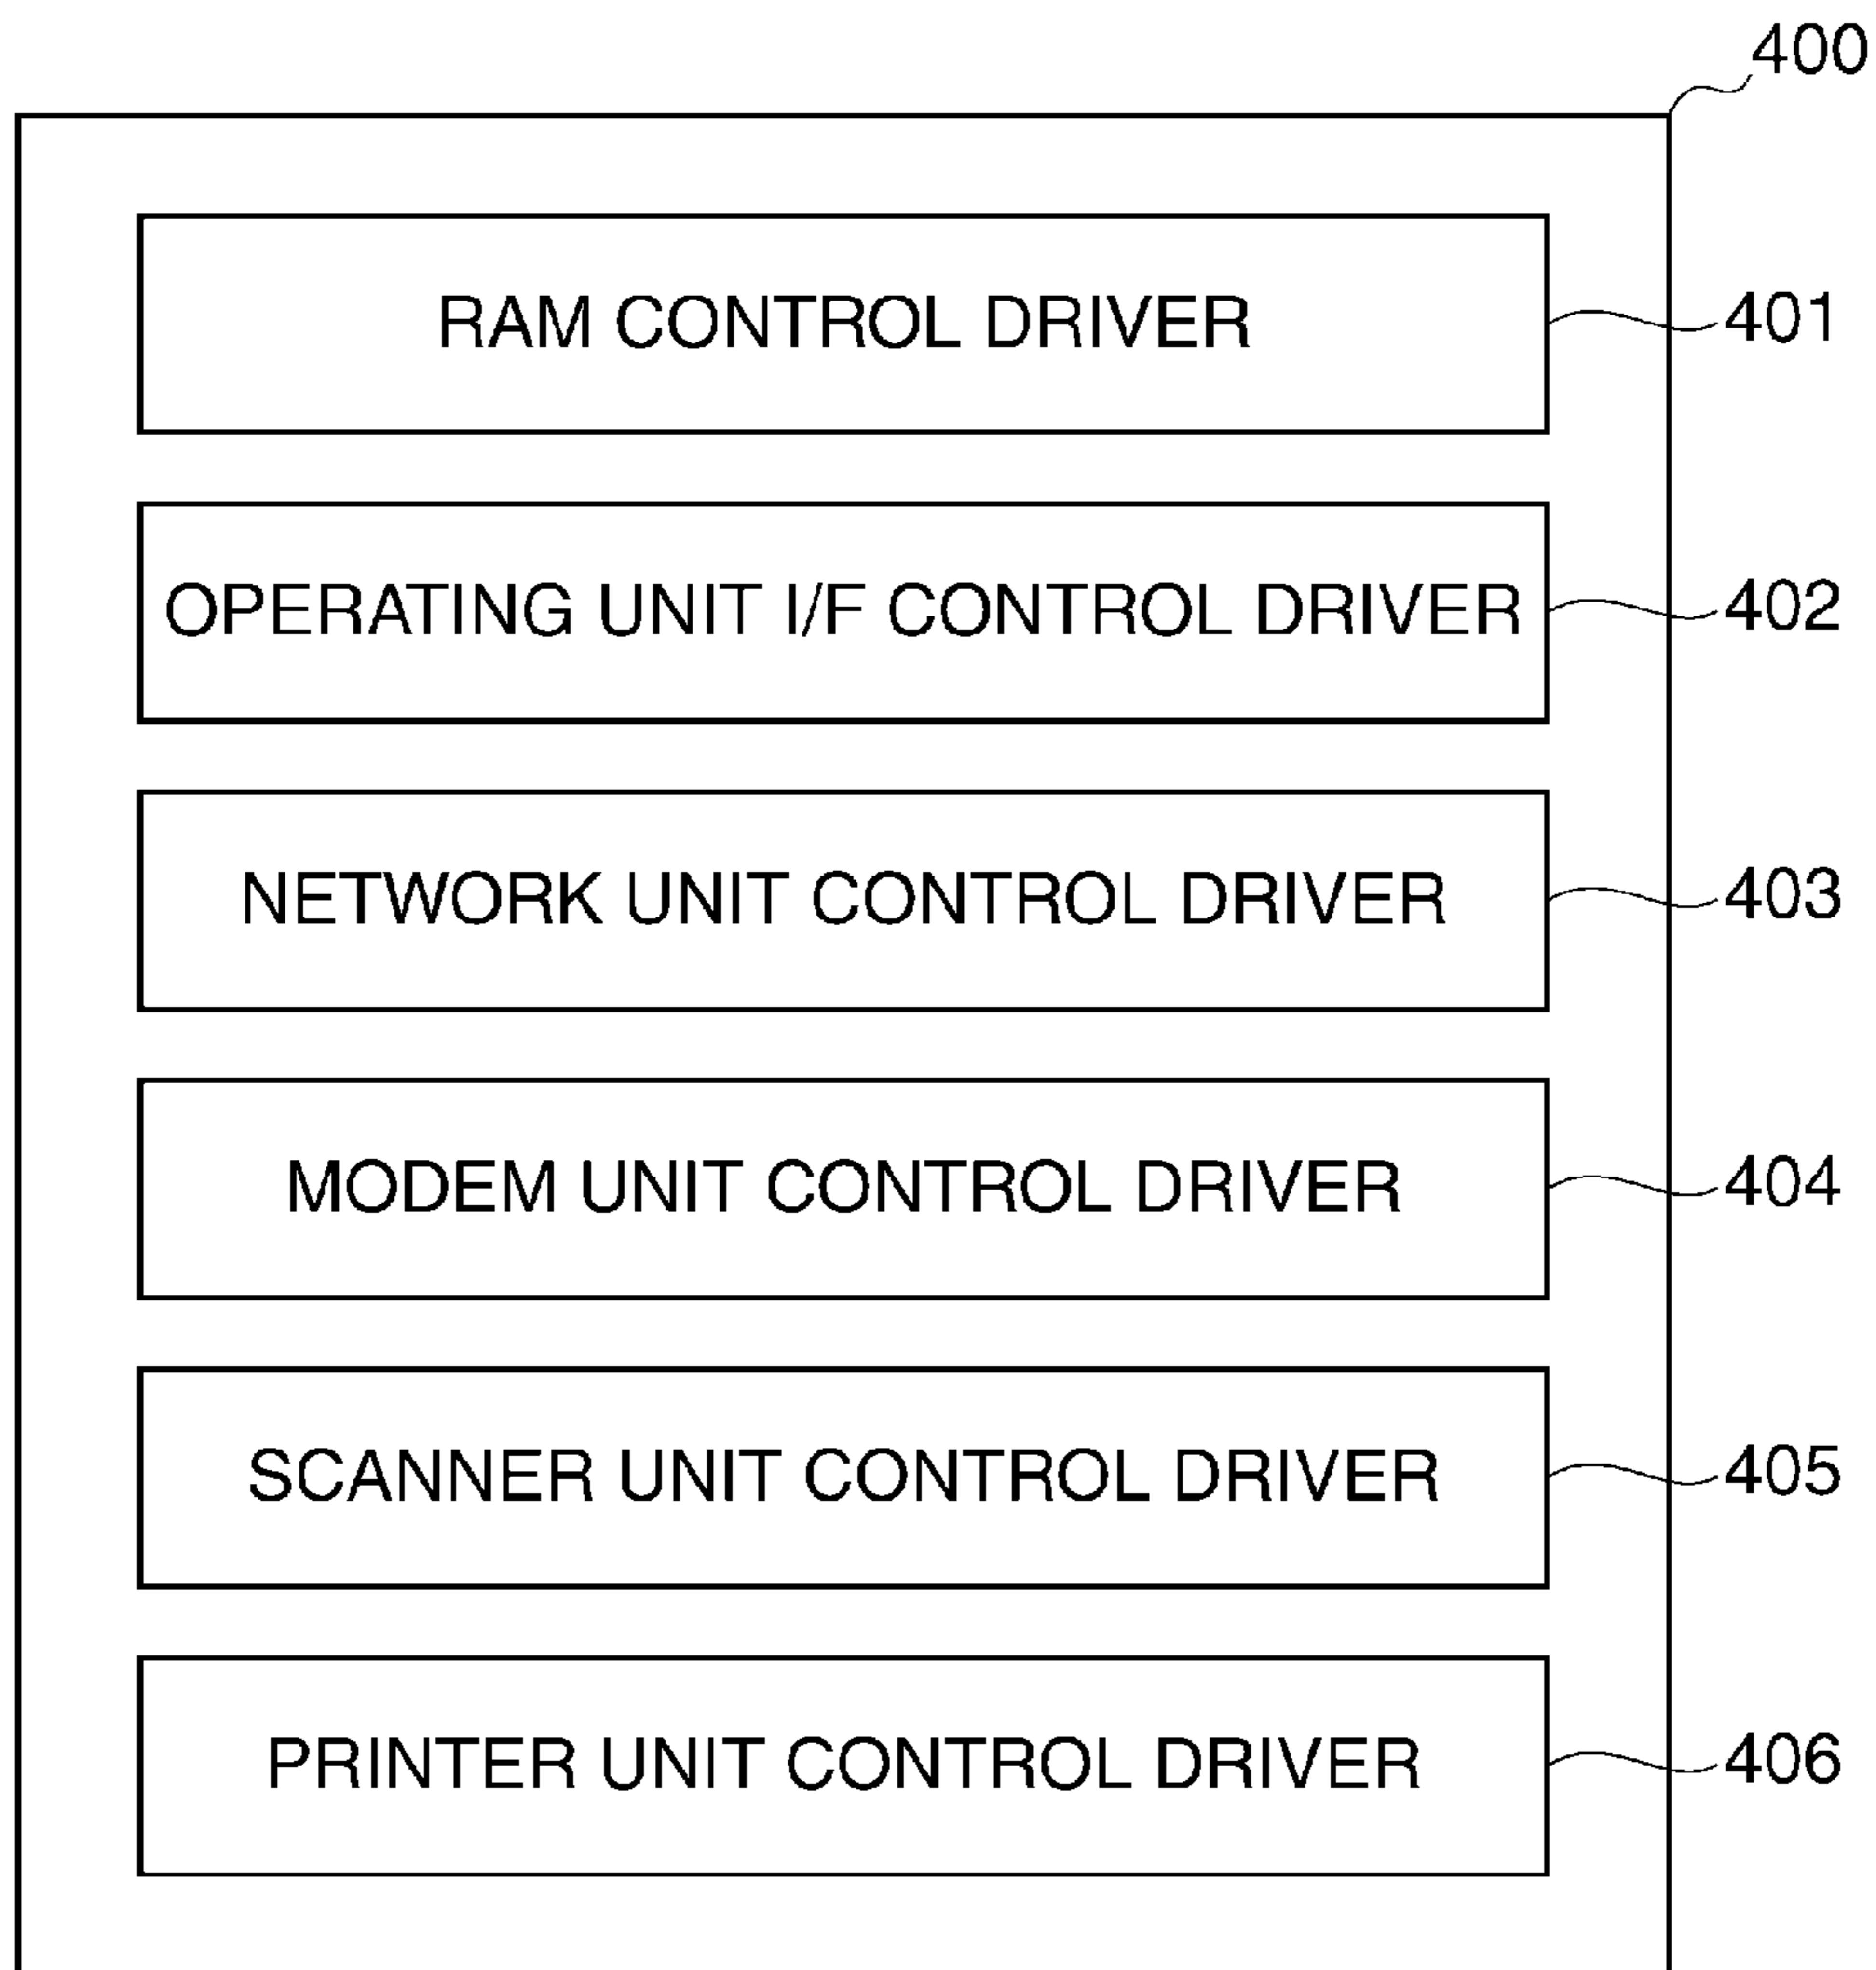 400
RAM CONTROL DRIVER 401
OPERATING UNIT I/F CONTROL DRIVER 402
NETWORK UNIT CONTROL DRIVER 403
MODEM UNIT CONTROL DRIVER 404
SCANNER UNIT CONTROL DRIVER 405
PRINTER UNIT CONTROL DRIVER 406